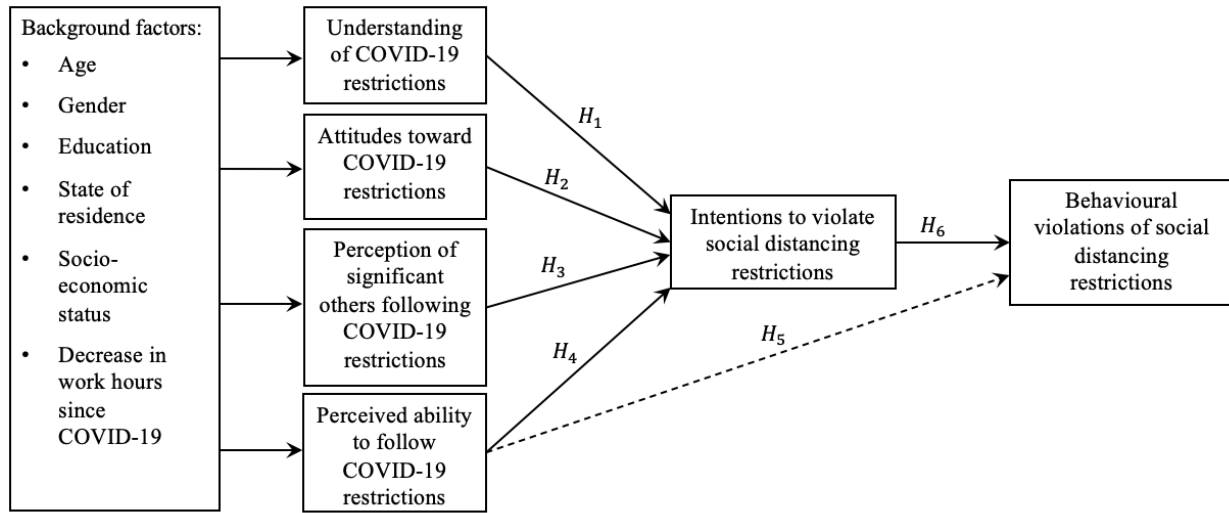 Background factors:
• Age
• Gender
• Education
• State of
residence
• Socio-
economic
status
• Decrease in
work hours
since
COVID-19
Understanding
of COVID-19
restrictions
Attitudes toward
COVID-19
restrictions
Perception of
significant
others following
COVID-19
restrictions
Perceived ability
to follow
COVID-19
restrictions
H₁
H₂
H₃
H₄
H₅
Intentions to violate
social distancing
restrictions
H₆
Behavioural
violations of social
distancing
restrictions